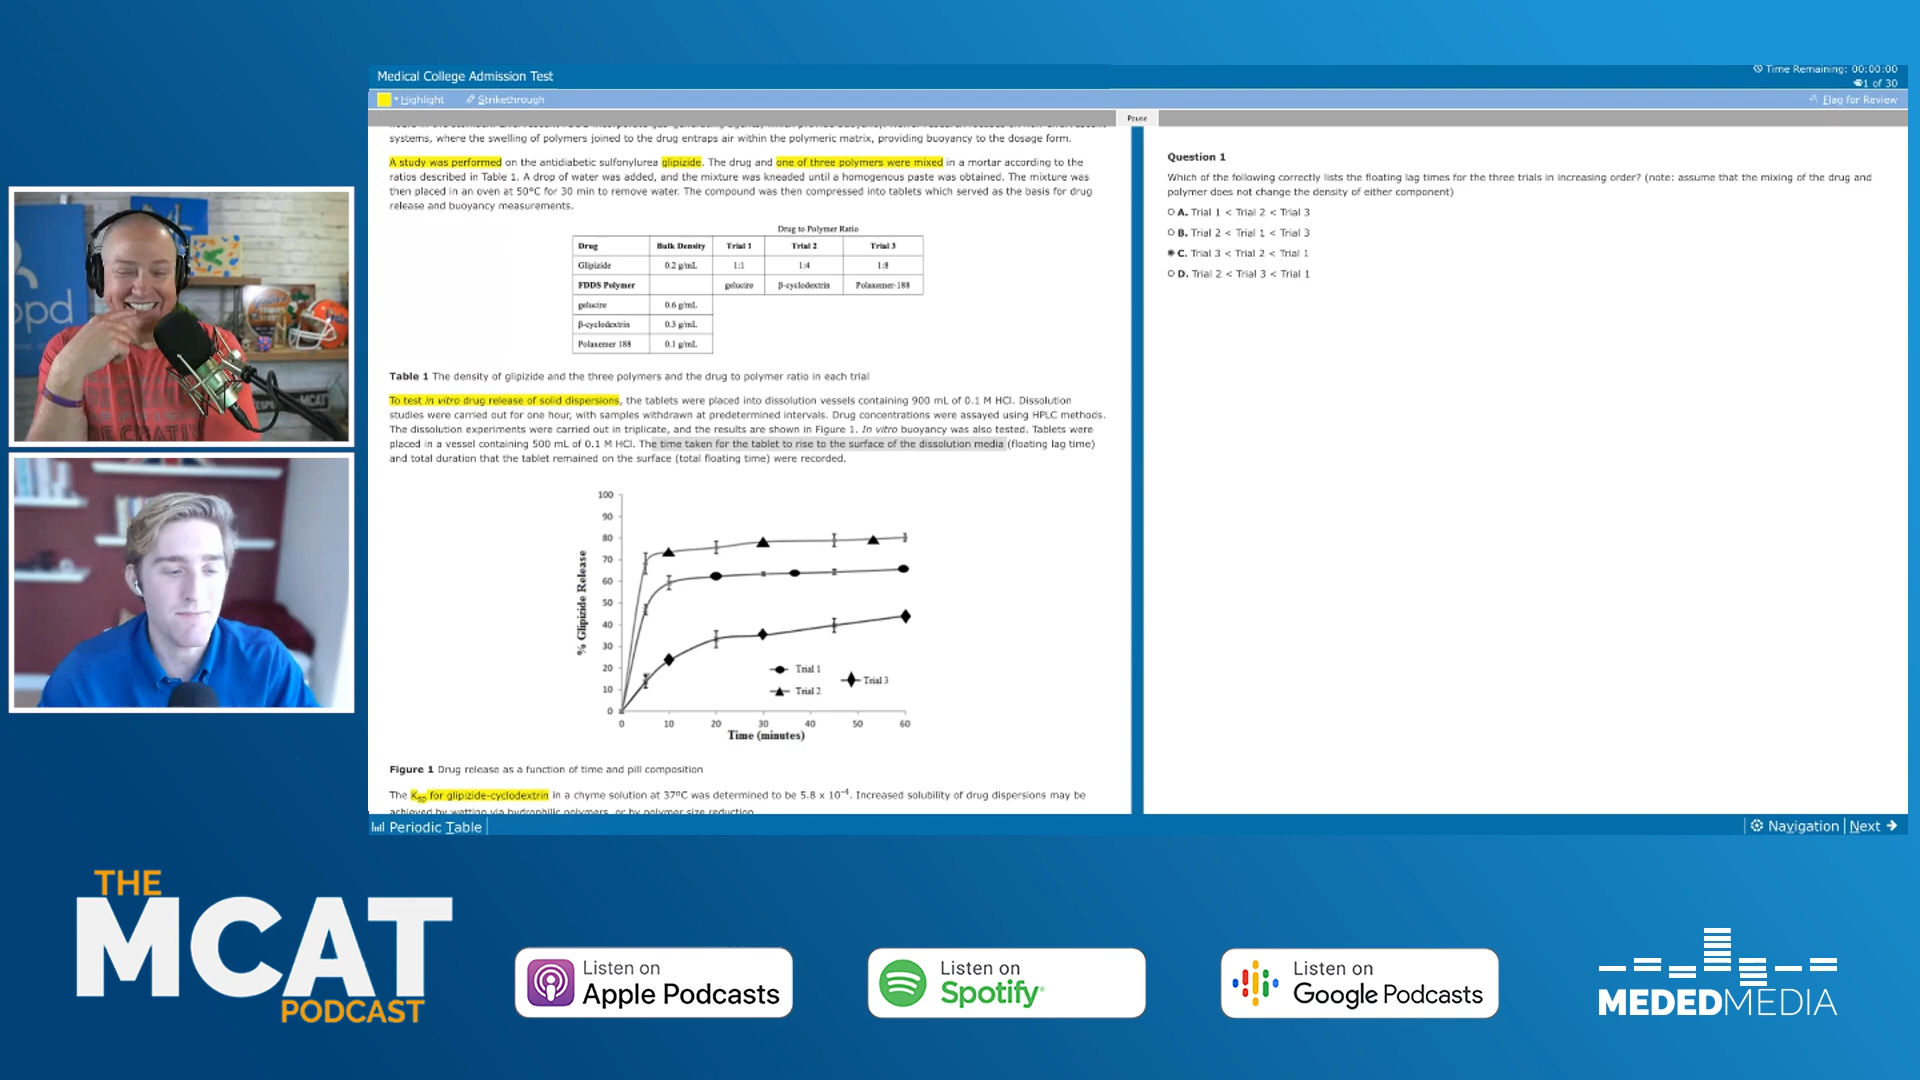 Medical College Admission Test
Time Remaining: 00:00:00
1 of 30
Highlight
Strikethrough
Flag for Review
Pause
systems, where the swelling of polymers joined to the drug entraps air within the polymeric matrix, providing buoyancy to the dosage form.
A study was performed on the antidiabetic sulfonylurea glipizide. The drug and one of three polymers were mixed in a mortar according to the
ratios described in Table 1. A drop of water was added, and the mixture was kneaded until a homogenous paste was obtained. The mixture was
then placed in an oven at 50°C for 30 min to remove water. The compound was then compressed into tablets which served as the basis for drug
release and buoyancy measurements.
Drug to Polymer Ratio
Drug Bulk Density Trial 1 Trial 2 Trial 3
Glipizide 0.2 g/mL 1:1 1:4 1:8
FDDS Polymer gelucire β-cyclodextrin Polaxemer-188
gelucire 0.6 g/mL
β-cyclodextrin 0.3 g/mL
Polaxemer 188 0.1 g/mL
Table 1 The density of glipizide and the three polymers and the drug to polymer ratio in each trial
To test in vitro drug release of solid dispersions, the tablets were placed into dissolution vessels containing 900 mL of 0.1 M HCl. Dissolution
studies were carried out for one hour, with samples withdrawn at predetermined intervals. Drug concentrations were assayed using HPLC methods.
The dissolution experiments were carried out in triplicate, and the results are shown in Figure 1. In vitro buoyancy was also tested. Tablets were
placed in a vessel containing 500 mL of 0.1 M HCl. The time taken for the tablet to rise to the surface of the dissolution media (floating lag time)
and total duration that the tablet remained on the surface (total floating time) were recorded.
% Glipizide Release
100
90
80
70
60
50
40
30
20
10
0
0 10 20 30 40 50 60
Time (minutes)
Trial 1
Trial 2
Trial 3
Figure 1 Drug release as a function of time and pill composition
The Ksp for glipizide-cyclodextrin in a chyme solution at 37°C was determined to be 5.8 x 10⁻⁴. Increased solubility of drug dispersions may be
achieved by wetting via hydrophilic polymers, or by polymer size reduction.
Question 1
Which of the following correctly lists the floating lag times for the three trials in increasing order? (note: assume that the mixing of the drug and
polymer does not change the density of either component)
A. Trial 1 < Trial 2 < Trial 3
B. Trial 2 < Trial 1 < Trial 3
C. Trial 3 < Trial 2 < Trial 1
D. Trial 2 < Trial 3 < Trial 1
Periodic Table
Navigation
Next
ppd
MCAT
THE
MCAT
PODCAST
Listen on
Apple Podcasts
Listen on
Spotify
Listen on
Google Podcasts
MEDEDMEDIA